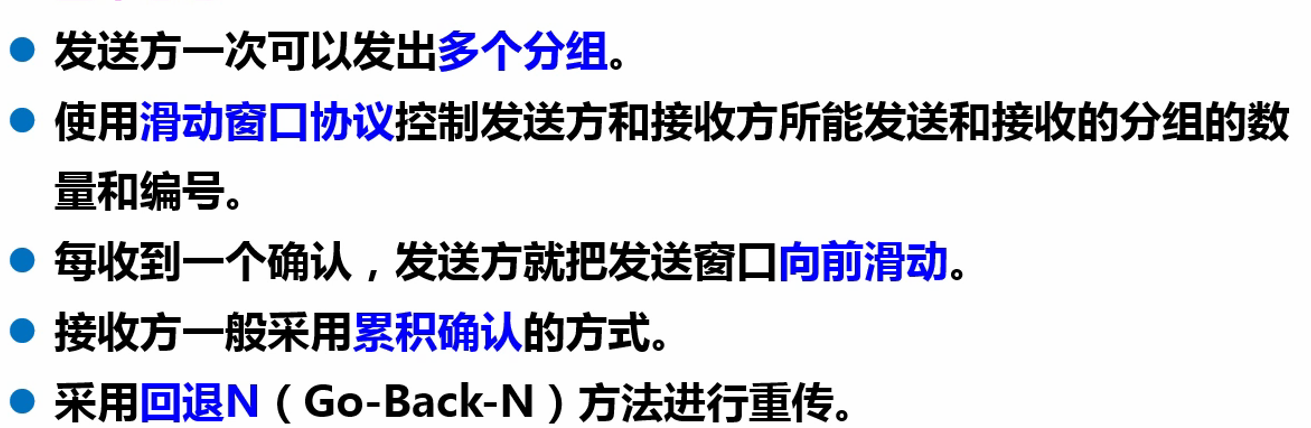 ● 发送方一次可以发出多个分组。
● 使用滑动窗口协议控制发送方和接收方所能发送和接收的分组的数
量和编号。
● 每收到一个确认，发送方就把发送窗口向前滑动。
● 接收方一般采用累积确认的方式。
● 采用回退N（Go-Back-N）方法进行重传。